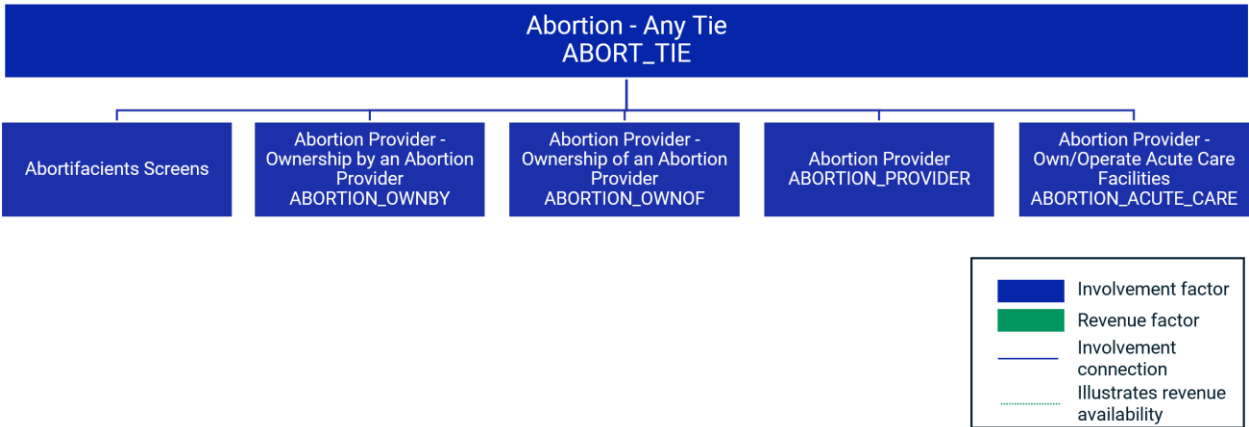 Abortion - Any Tie
ABORT_TIE
Abortifacients Screens
Abortion Provider -
Ownership by an Abortion
Provider
ABORTION_OWNBY
Abortion Provider -
Ownership of an Abortion
Provider
ABORTION_OWNOF
Abortion Provider
ABORTION_PROVIDER
Abortion Provider -
Own/Operate Acute Care
Facilities
ABORTION_ACUTE_CARE
Involvement factor
Revenue factor
Involvement
connection
Illustrates revenue
availability